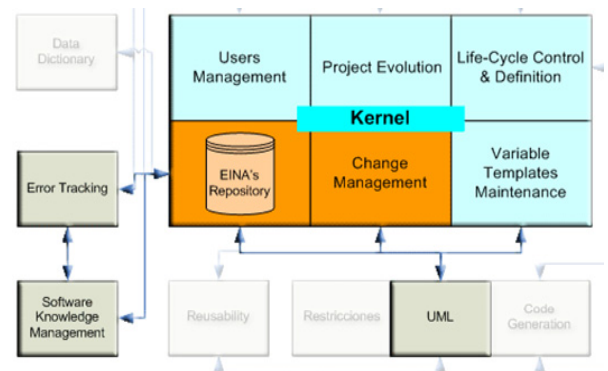 Data
Dictionary
Users
Management
Project Evolution
Life-Cycle Control
& Definition
Kernel
Error Tracking
EINA's
Repository
Change
Management
Variable
Templates
Maintenance
Software
Knowledge
Management
Reusability
Restricciones
UML
Code
Generation